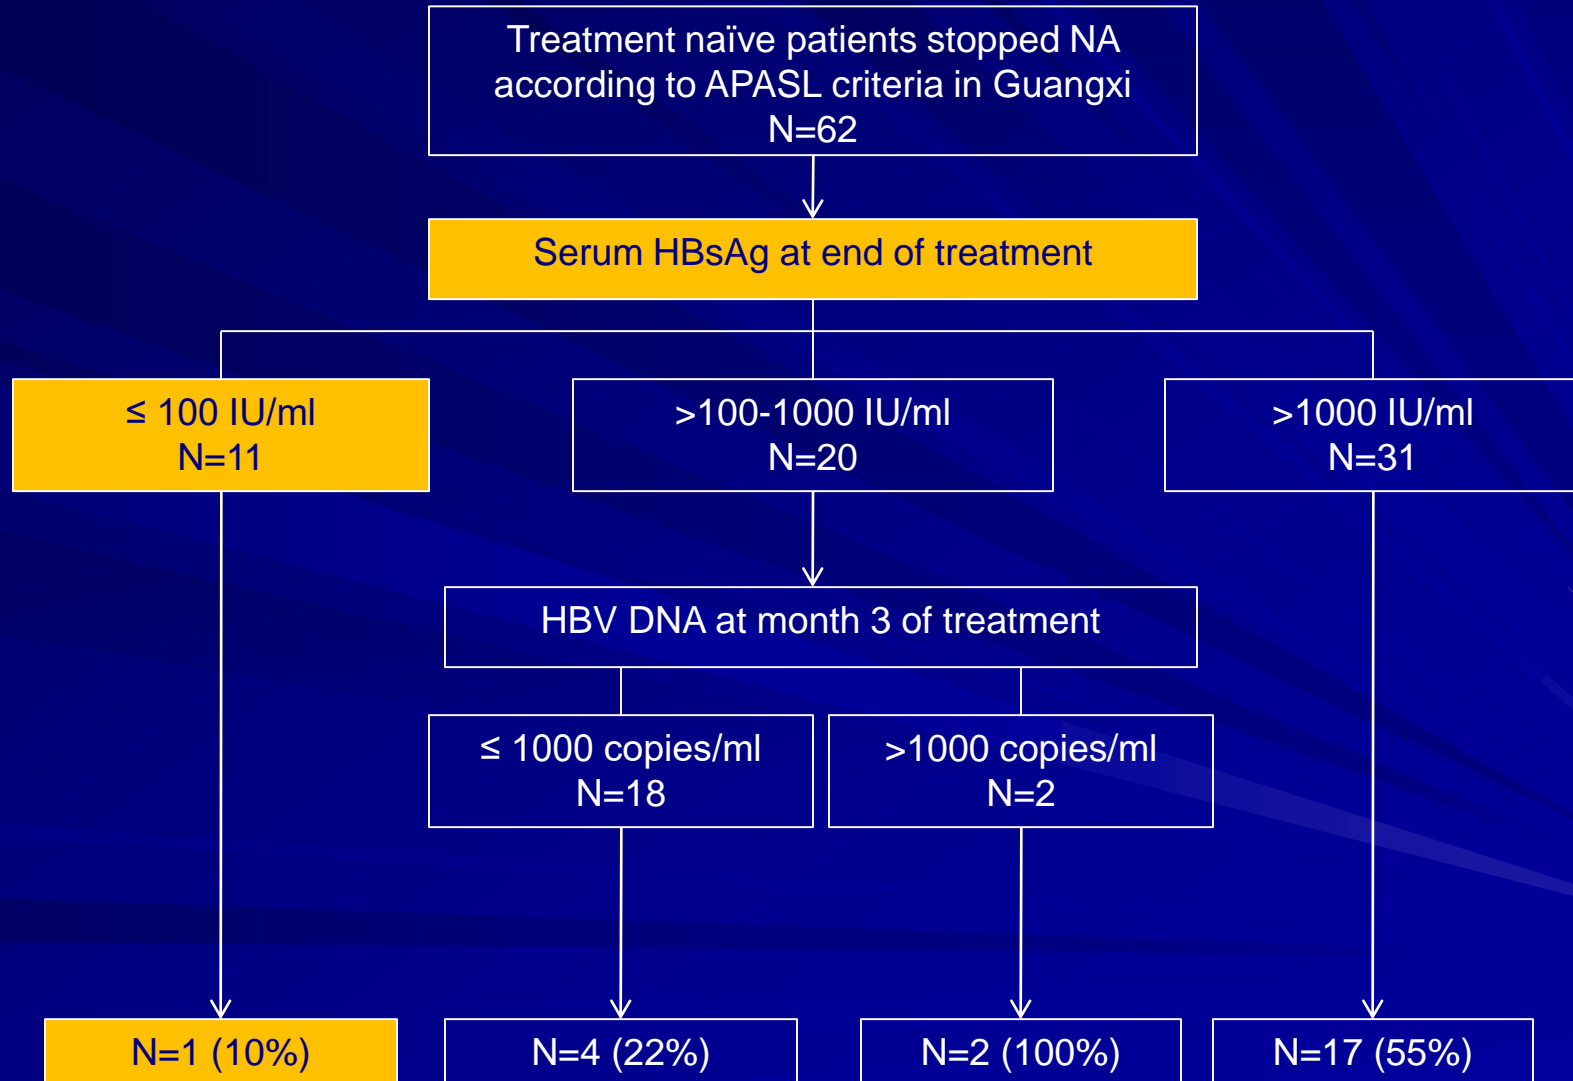 Treatment naïve patients stopped NA
according to APASL criteria in Guangxi
N=62
Serum HBsAg at end of treatment
≤ 100 IU/ml
N=11
>100-1000 IU/ml
N=20
>1000 IU/ml
N=31
HBV DNA at month 3 of treatment
≤ 1000 copies/ml
N=18
>1000 copies/ml
N=2
N=1 (10%)
N=4 (22%)
N=2 (100%)
N=17 (55%)